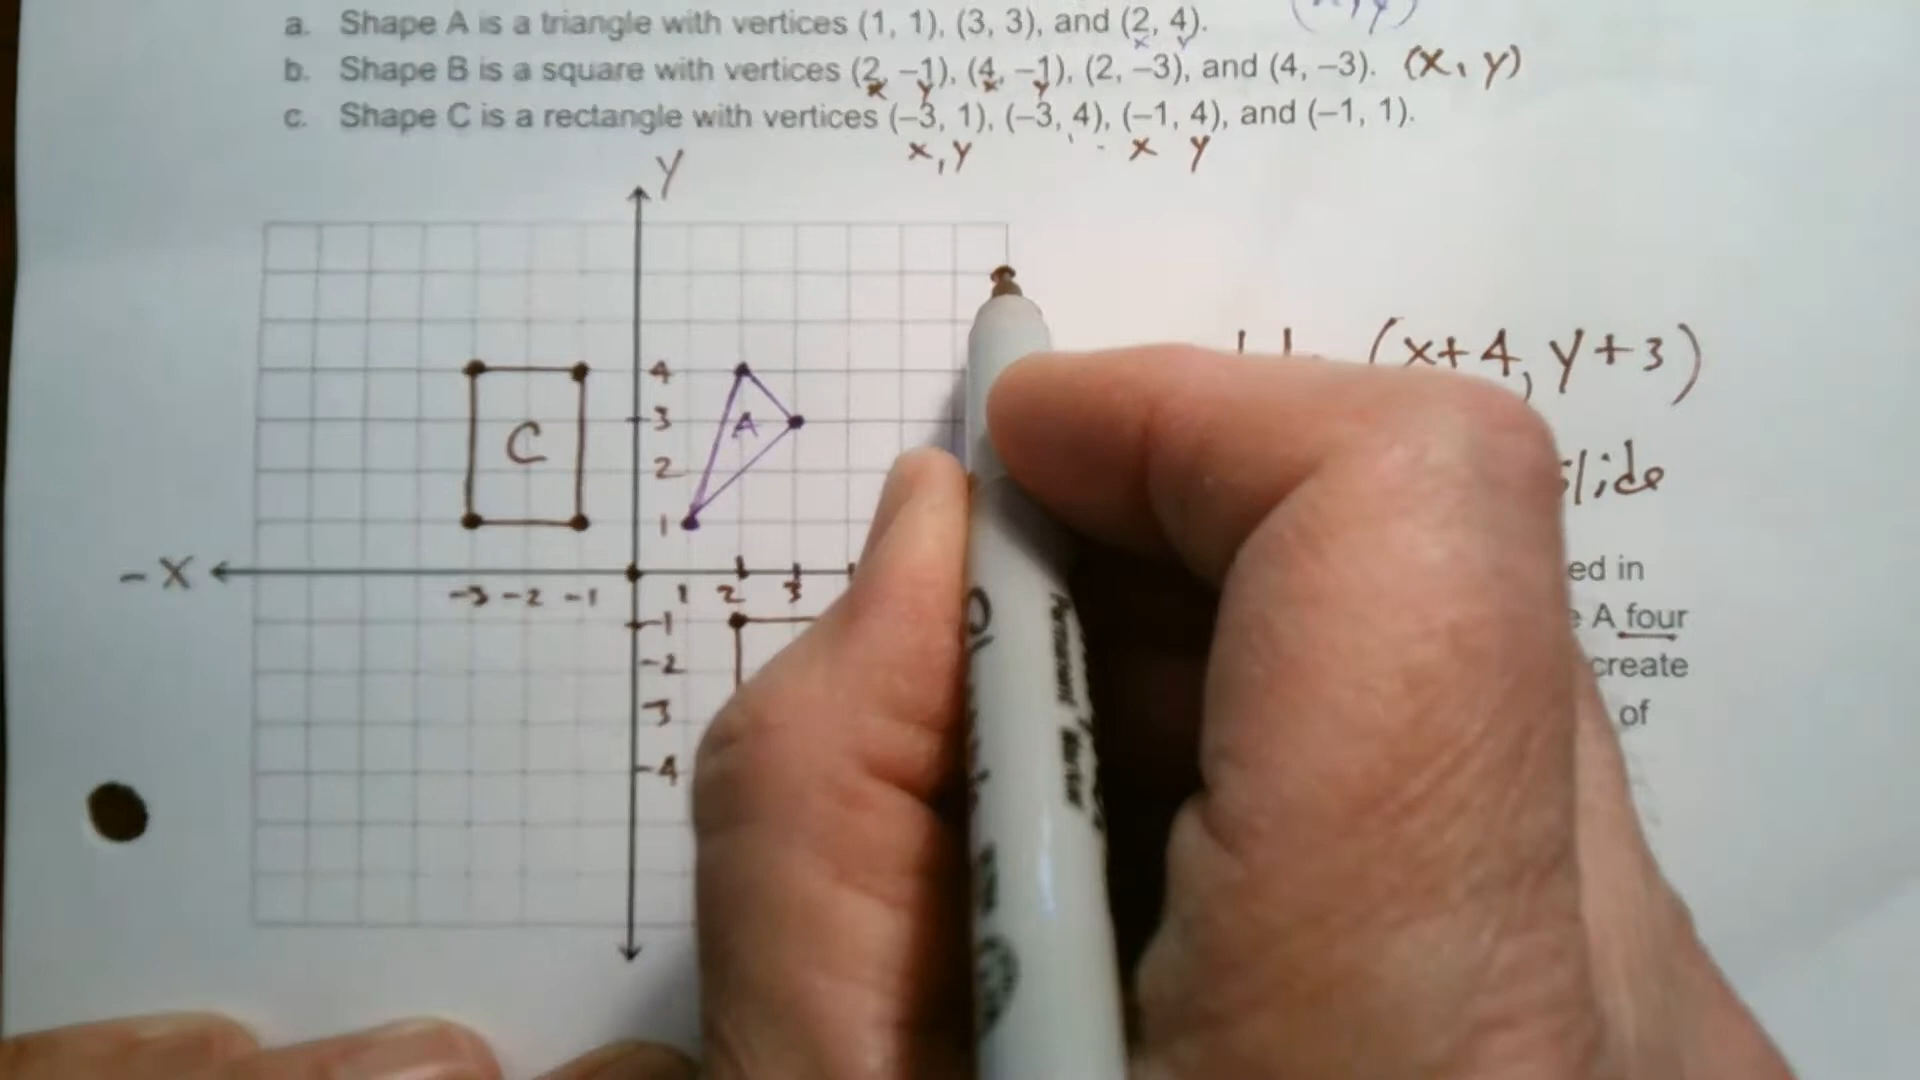 (x, y)
a. Shape A is a triangle with vertices (1, 1), (3, 3), and (2, 4).
x y
b. Shape B is a square with vertices (2, –1), (4, –1), (2, –3), and (4, –3). (x, y)
x y x y
c. Shape C is a rectangle with vertices (–3, 1), (–3, 4), (–1, 4), and (–1, 1).
x, y x y
Y
(x+4, y+3)
4
A
3
C
2
slide
1
-X
ed in
-3 -2 -1 1 2 3
-1
A four
-2
create
3
of
-4
Permanent Marker